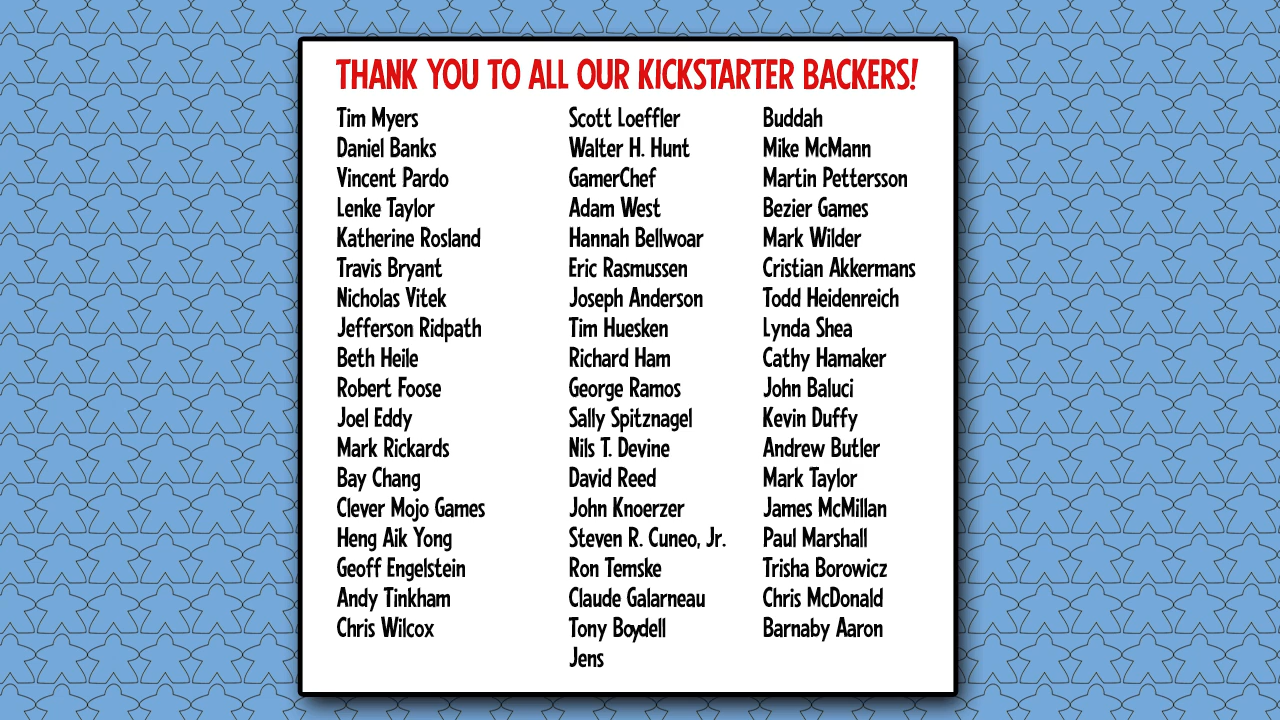 THANK YOU TO ALL OUR KICKSTARTER BACKERS!
Tim Myers
Daniel Banks
Vincent Pardo
Lenke Taylor
Katherine Rosland
Travis Bryant
Nicholas Vitek
Jefferson Ridpath
Beth Heile
Robert Foose
Joel Eddy
Mark Rickards
Bay Chang
Clever Mojo Games
Heng Aik Yong
Geoff Engelstein
Andy Tinkham
Chris Wilcox
Scott Loeffler
Walter H. Hunt
GamerChef
Adam West
Hannah Bellwoar
Eric Rasmussen
Joseph Anderson
Tim Huesken
Richard Ham
George Ramos
Sally Spitznagel
Nils T. Devine
David Reed
John Knoerzer
Steven R. Cuneo, Jr.
Ron Temske
Claude Galarneau
Tony Boydell
Jens
Buddah
Mike McMann
Martin Pettersson
Bezier Games
Mark Wilder
Cristian Akkermans
Todd Heidenreich
Lynda Shea
Cathy Hamaker
John Baluci
Kevin Duffy
Andrew Butler
Mark Taylor
James McMillan
Paul Marshall
Trisha Borowicz
Chris McDonald
Barnaby Aaron